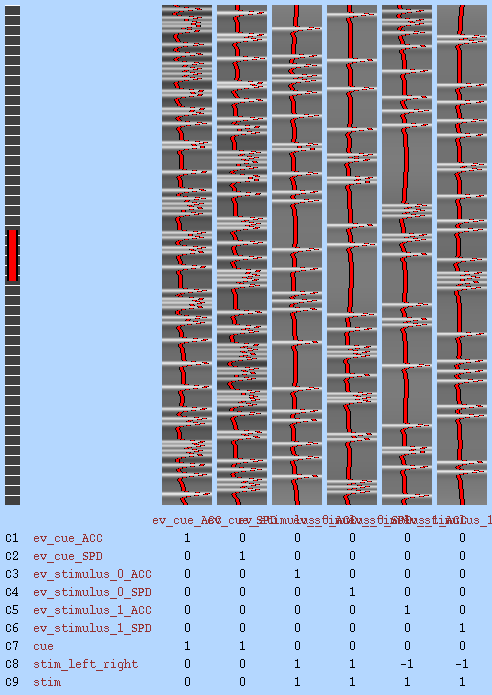 ev_cue_ACC
C1 ev_cue_ACC 1 0 0 0 0 0
C2 ev_cue_SPD 0 1 0 0 0 0
C3 ev_stimulus_0_ACC 0 0 1 0 0 0
C4 ev_stimulus_0_SPD 0 0 0 1 0 0
C5 ev_stimulus_1_ACC 0 0 0 0 1 0
C6 ev_stimulus_1_SPD 0 0 0 0 0 1
C7 cue 1 1 0 0 0 0
C8 stim_left_right 0 0 1 1 -1 -1
C9 stim 0 0 1 1 1 1